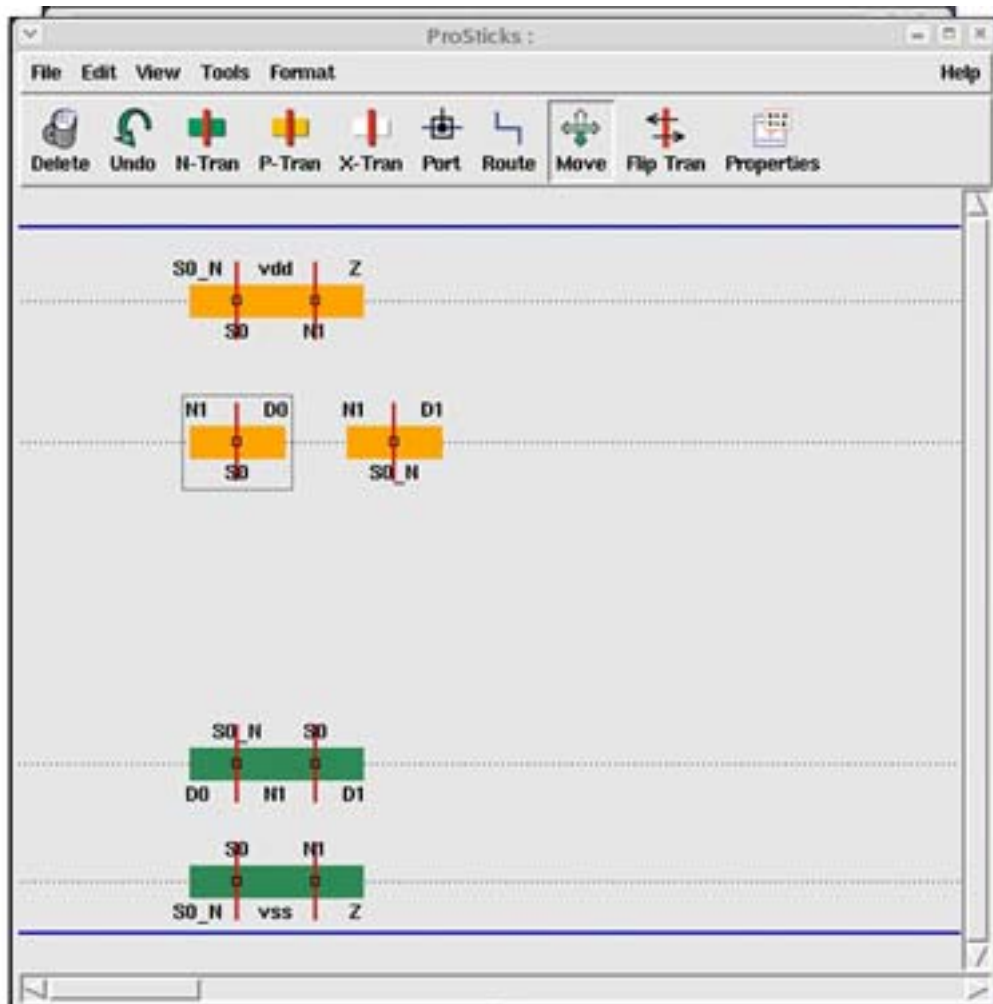 ProSticks :
File Edit View Tools Format Help
Delete Undo N-Tran P-Tran X-Tran Port Route Move Flip Tran Properties
S0_N vdd Z
S0 N1
N1 D0 N1 D1
S0 S0_N
S0_N S0
D0 N1 D1
S0 N1
S0_N vss Z